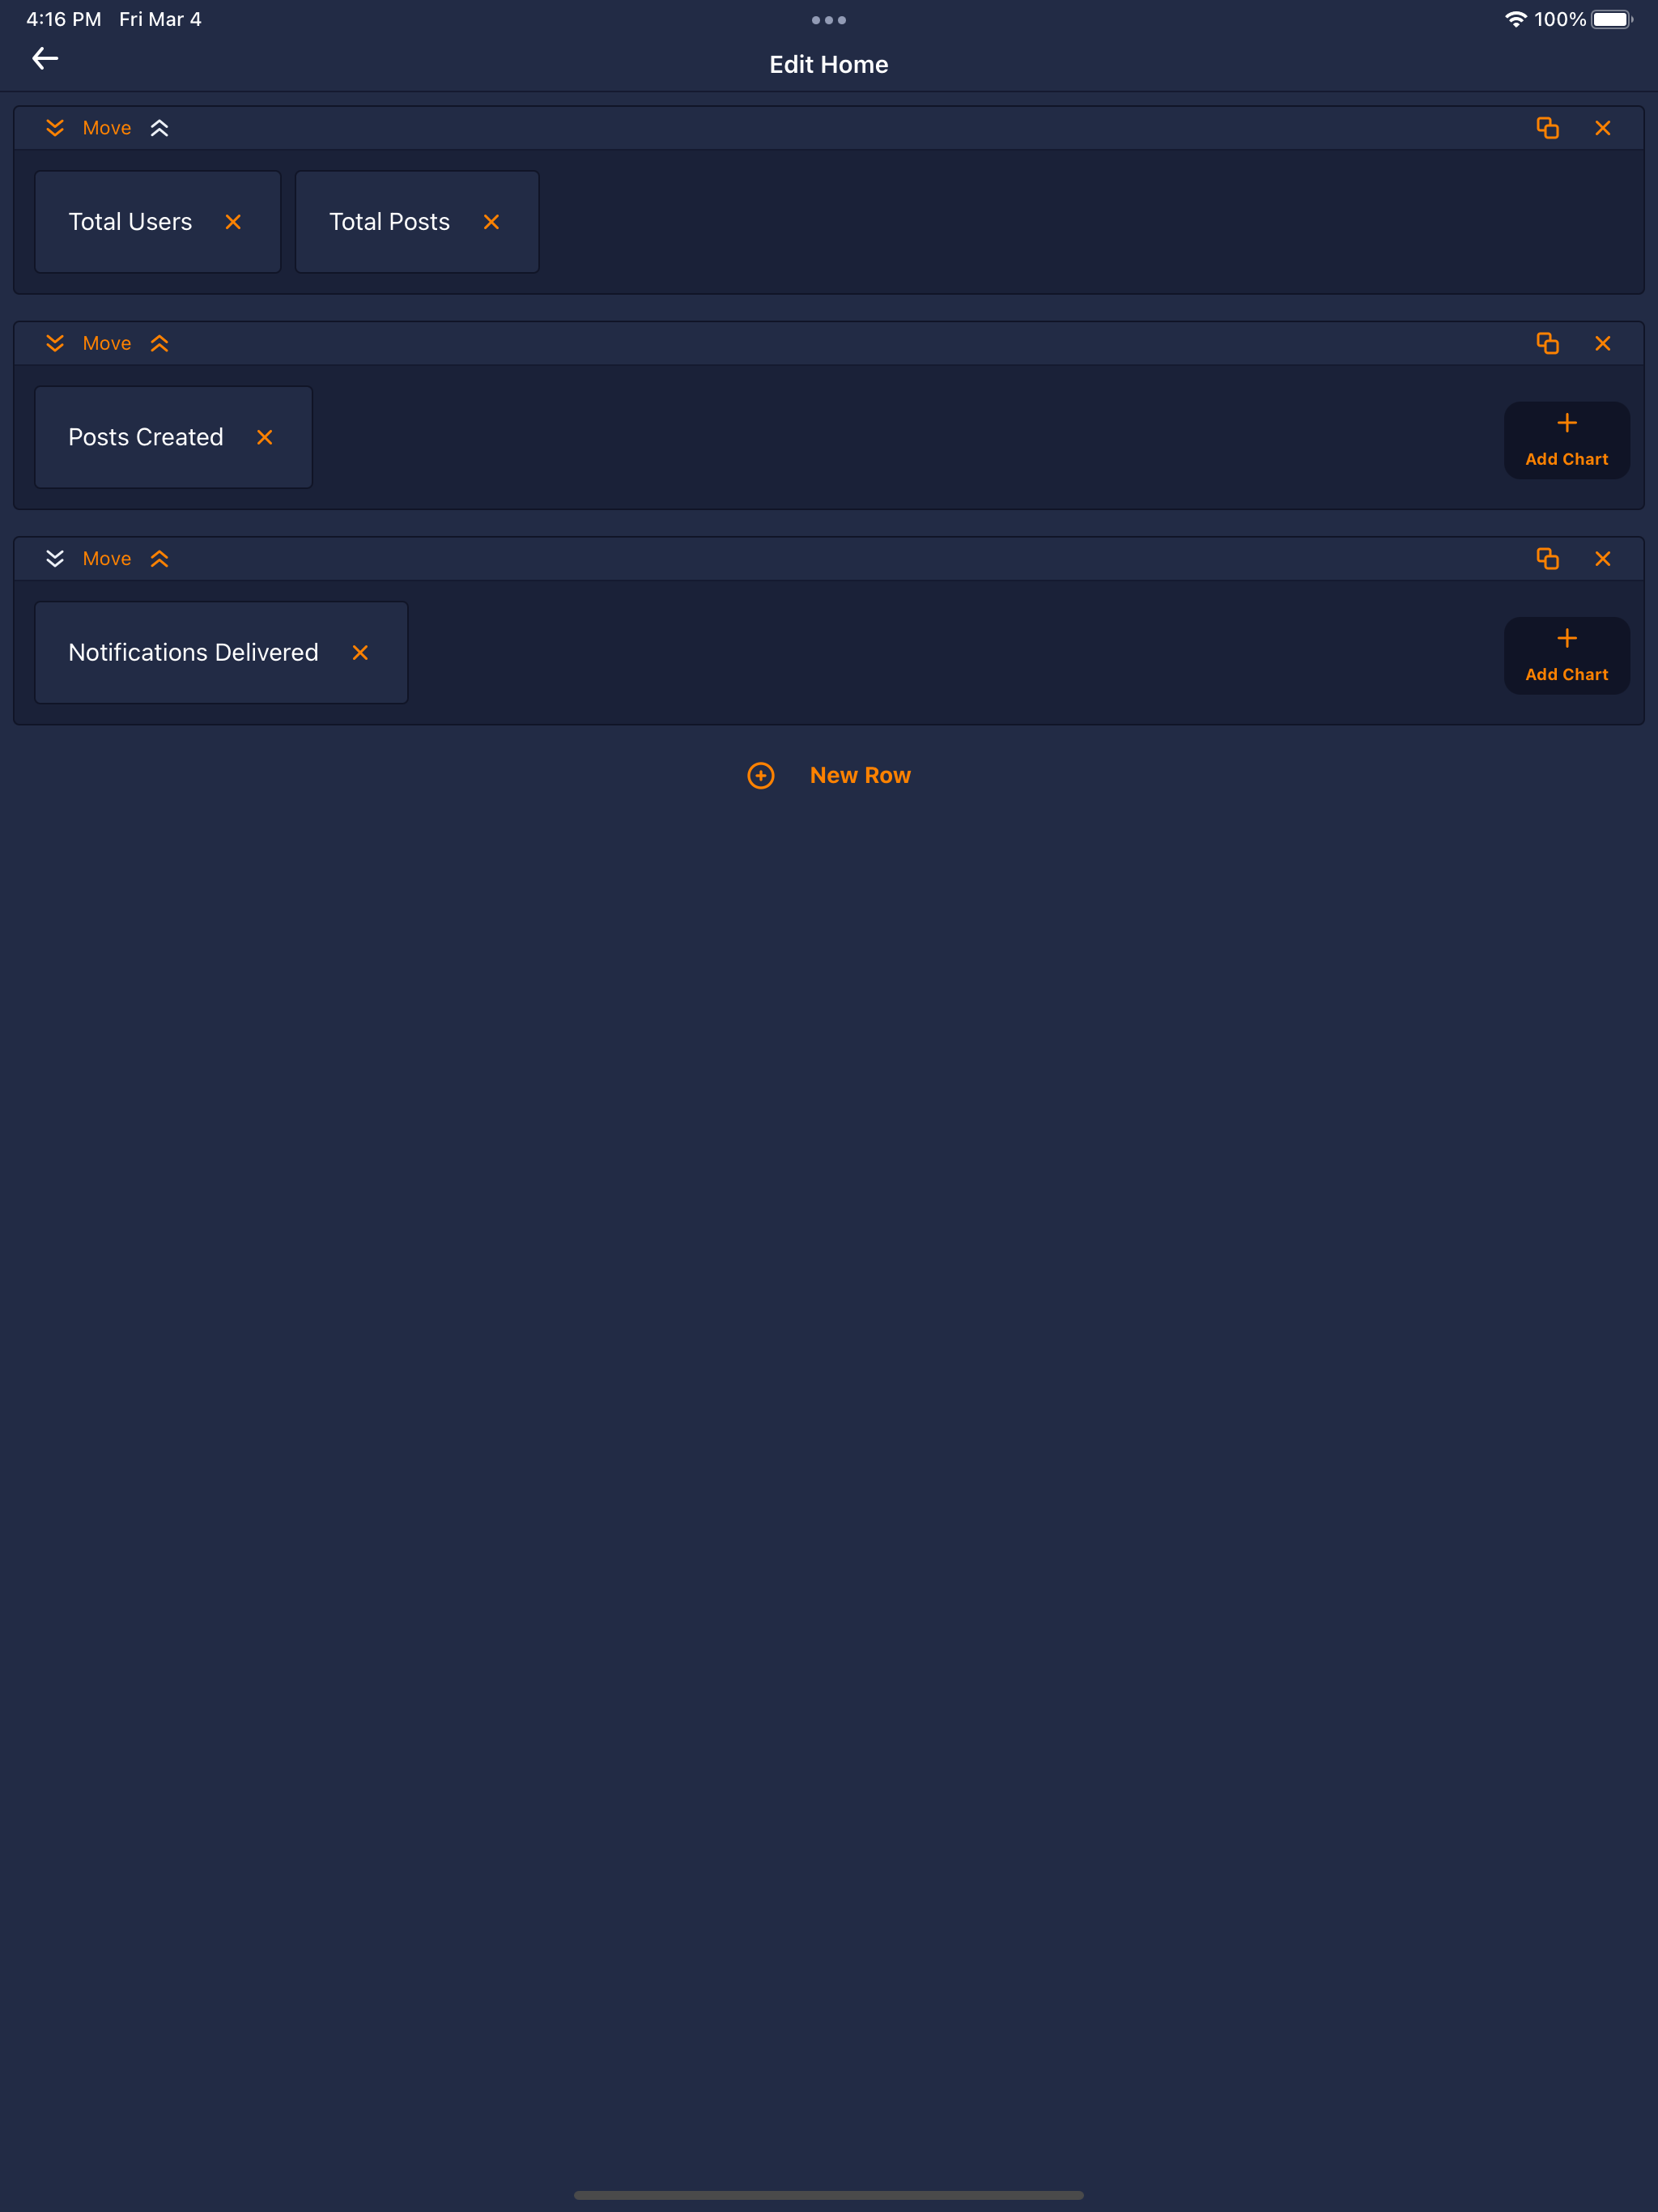 4:16 PM Fri Mar 4
100%
Edit Home
Move
Total Users
Total Posts
Move
Posts Created
Add Chart
Move
Notifications Delivered
Add Chart
New Row